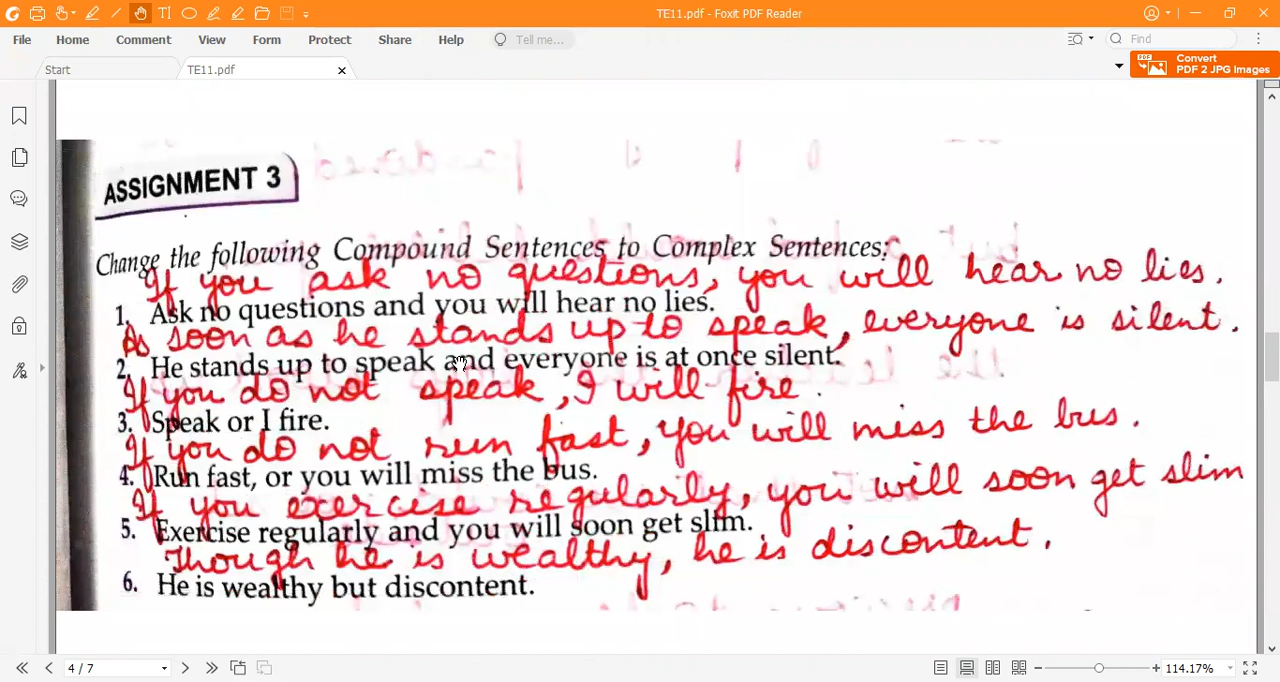 TE11.pdf - Foxit PDF Reader
File Home Comment View Form Protect Share Help Tell me... Find
Start TE11.pdf
Convert
PDF 2 JPG Images
ASSIGNMENT 3
Change the following Compound Sentences to Complex Sentences:
If you ask no questions, you will hear no lies.
1. Ask no questions and you will hear no lies.
As soon as he stands up to speak, everyone is silent.
2. He stands up to speak and everyone is at once silent.
If you do not speak, I will fire.
3. Speak or I fire.
If you do not run fast, you will miss the bus.
4. Run fast, or you will miss the bus.
If you exercise regularly, you will soon get slim
5. Exercise regularly and you will soon get slim.
Though he is wealthy, he is discontent.
6. He is wealthy but discontent.
4 / 7 114.17%